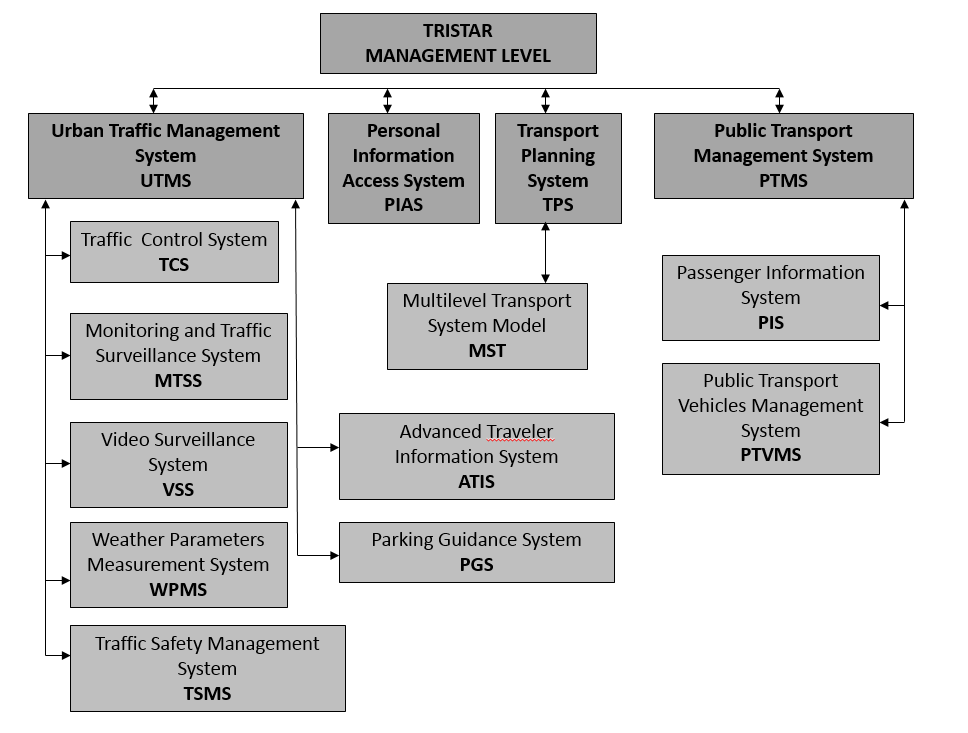 TRISTAR
MANAGEMENT LEVEL
Urban Traffic Management
System
UTMS
Personal
Information
Access System
PIAS
Transport
Planning
System
TPS
Public Transport
Management System
PTMS
Traffic  Control System
TCS
Monitoring and Traffic
Surveillance System
MTSS
Video Surveillance
System
VSS
Weather Parameters
Measurement System
WPMS
Traffic Safety Management
System
TSMS
Multilevel Transport
System Model
MST
Advanced Traveler
Information System
ATIS
Parking Guidance System
PGS
Passenger Information
System
PIS
Public Transport
Vehicles Management
System
PTVMS